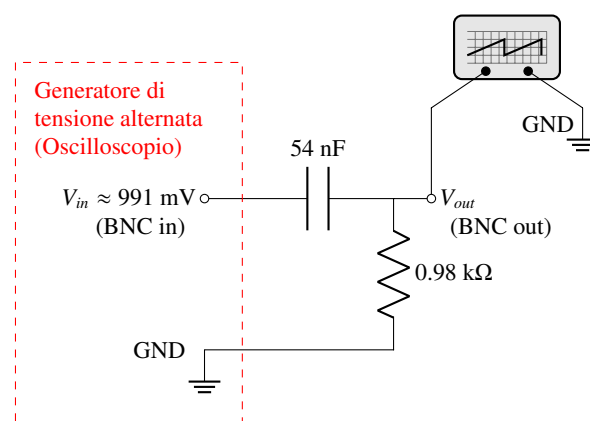 Generatore di
tensione alternata
(Oscilloscopio)
GND
54 nF
V_in ≈ 991 mV
(BNC in)
V_out
(BNC out)
0.98 kΩ
GND